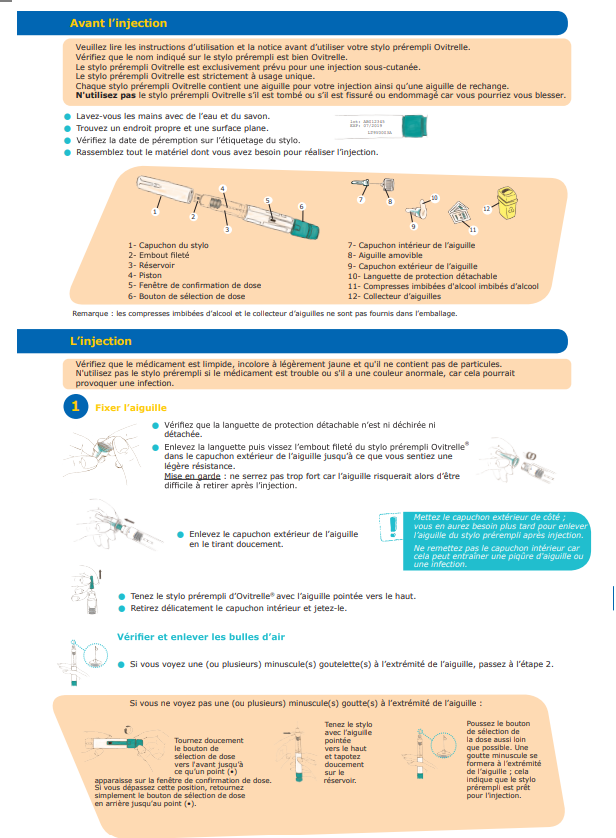 Avant l’injection
Veuillez lire les instructions d’utilisation et la notice avant d’utiliser votre stylo prérempli Ovitrelle.
Vérifiez que le nom indiqué sur le stylo prérempli est bien Ovitrelle.
Le stylo prérempli Ovitrelle est exclusivement prévu pour une injection sous-cutanée.
Le stylo prérempli Ovitrelle est strictement à usage unique.
Chaque stylo prérempli Ovitrelle contient une aiguille pour votre injection ainsi qu’une aiguille de rechange.
N’utilisez pas le stylo prérempli Ovitrelle s’il est tombé ou s’il est fissuré ou endommagé car vous pourriez vous blesser.
Lavez-vous les mains avec de l’eau et du savon.
Trouvez un endroit propre et une surface plane.
Vérifiez la date de péremption sur l’étiquetage du stylo.
Rassemblez tout le matériel dont vous avez besoin pour réaliser l’injection.
1
2
3
4
5
6
7
8
9
10
11
12
1- Capuchon du stylo
2- Embout fileté
3- Réservoir
4- Piston
5- Fenêtre de confirmation de dose
6- Bouton de sélection de dose
7- Capuchon intérieur de l’aiguille
8- Aiguille amovible
9- Capuchon extérieur de l’aiguille
10- Languette de protection détachable
11- Compresses imbibées d’alcool imbibés d’alcool
12- Collecteur d’aiguilles
Remarque : les compresses imbibées d’alcool et le collecteur d’aiguilles ne sont pas fournis dans l’emballage.
L’injection
Vérifiez que le médicament est limpide, incolore à légèrement jaune et qu’il ne contient pas de particules.
N’utilisez pas le stylo prérempli si le médicament est trouble ou s’il a une couleur anormale, car cela pourrait
provoquer une infection.
1 Fixer l’aiguille
Vérifiez que la languette de protection détachable n’est ni déchirée ni
détachée.
Enlevez la languette puis vissez l’embout fileté du stylo prérempli Ovitrelle®
dans le capuchon extérieur de l’aiguille jusqu’à ce que vous sentiez une
légère résistance.
Mise en garde : ne serrez pas trop fort car l’aiguille risquerait alors d’être
difficile à retirer après l’injection.
Enlevez le capuchon extérieur de l’aiguille
en le tirant doucement.
!
Mettez le capuchon extérieur de côté ;
vous en aurez besoin plus tard pour enlever
l’aiguille du stylo prérempli après injection.
Ne remettez pas le capuchon intérieur car
cela peut entraîner une piqûre d’aiguille ou
une infection.
Tenez le stylo prérempli d’Ovitrelle® avec l’aiguille pointée vers le haut.
Retirez délicatement le capuchon intérieur et jetez-le.
Vérifier et enlever les bulles d’air
Si vous voyez une (ou plusieurs) minuscule(s) goutelette(s) à l’extrémité de l’aiguille, passez à l’étape 2.
Si vous ne voyez pas une (ou plusieurs) minuscule(s) goutte(s) à l’extrémité de l’aiguille :
Tournez doucement
le bouton de
sélection de dose
vers l’avant jusqu’à
ce qu’un point (•)
apparaisse sur la fenêtre de confirmation de dose.
Si vous dépassez cette position, retournez
simplement le bouton de sélection de dose
en arrière jusqu’au point (•).
Tenez le stylo
avec l’aiguille
pointée
vers le haut
et tapotez
doucement
sur le
réservoir.
Poussez le bouton
de sélection de
la dose aussi loin
que possible. Une
goutte minuscule se
formera à l’extrémité
de l’aiguille ; cela
indique que le stylo
prérempli est prêt
pour l’injection.